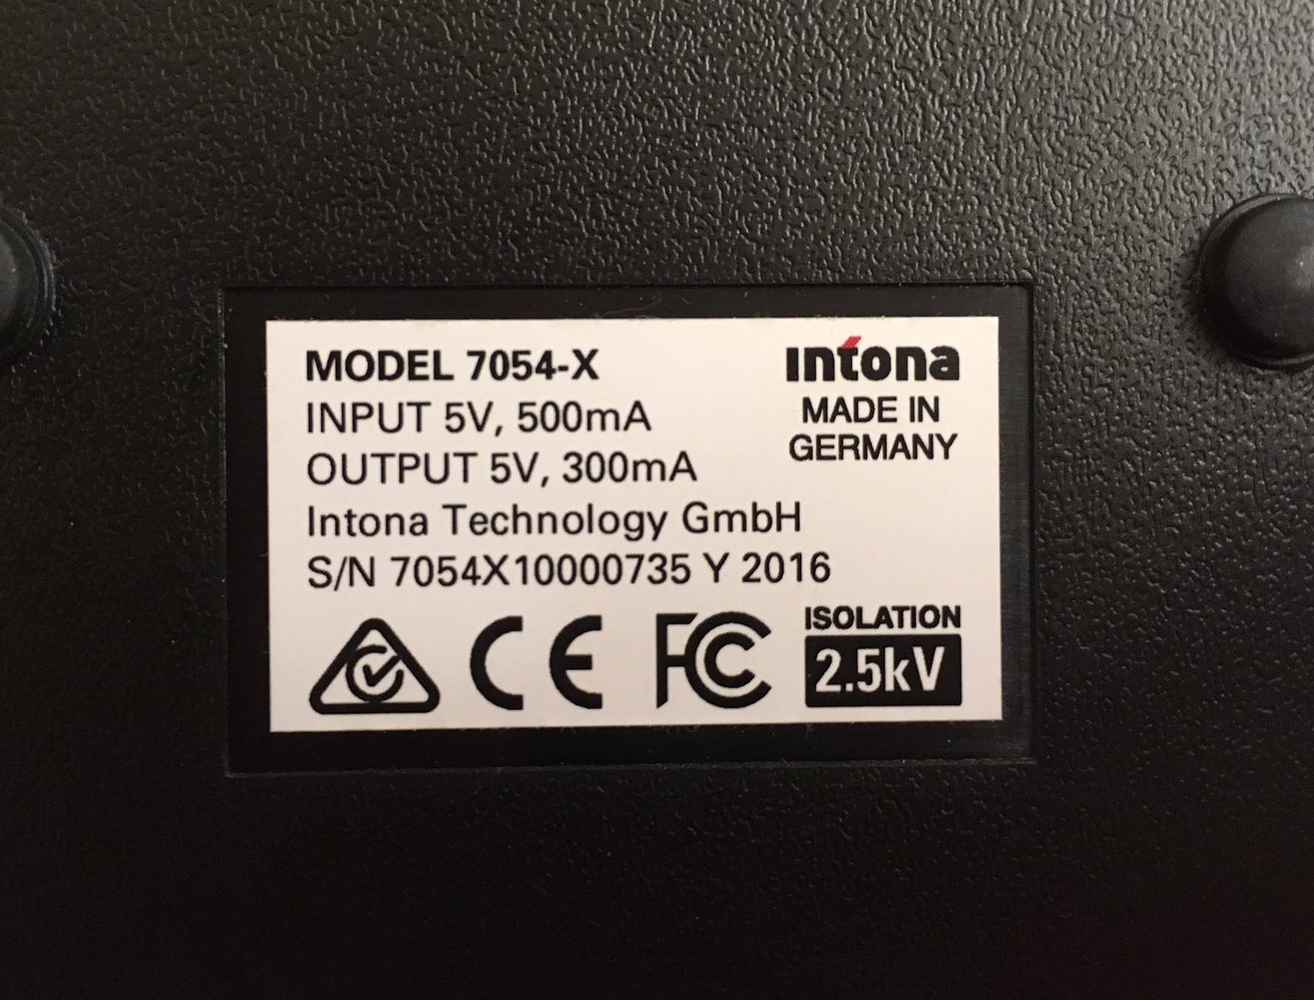 MODEL 7054-X
INPUT 5V, 500mA
OUTPUT 5V, 300mA
Intona Technology GmbH
S/N 7054X10000735 Y 2016
intona
MADE IN
GERMANY
CE
FC
ISOLATION
2.5kV